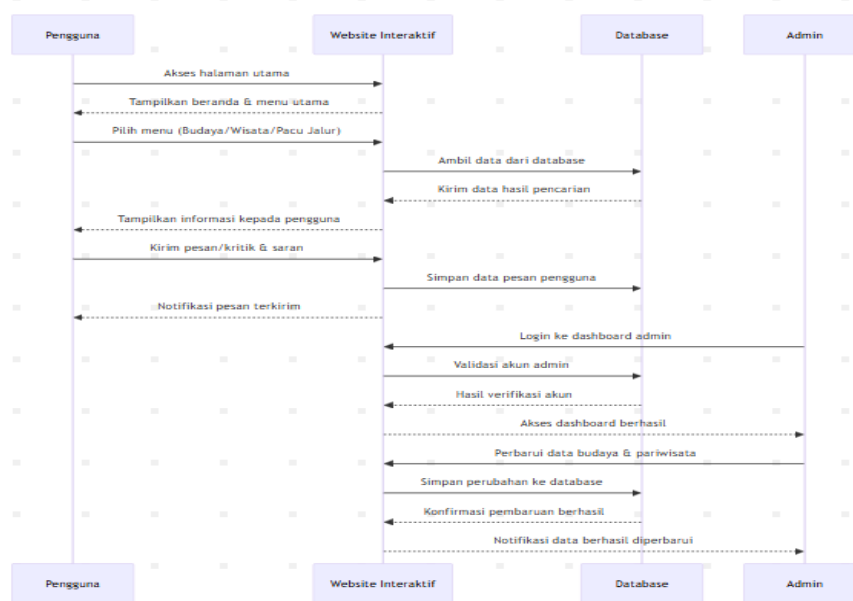 Pengguna
Website Interaktif
Database
Admin
Akses halaman utama
Tampilkan beranda & menu utama
Pilih menu (Budaya/Wisata/Pacu Jalur)
Ambil data dari database
Kirim data hasil pencarian
Tampilkan informasi kepada pengguna
Kirim pesan/kritik & saran
Simpan data pesan pengguna
Notifikasi pesan terkirim
Login ke dashboard admin
Validasi akun admin
Hasil verifikasi akun
Akses dashboard berhasil
Perbarui data budaya & pariwisata
Simpan perubahan ke database
Konfirmasi pembaruan berhasil
Notifikasi data berhasil diperbarui
Pengguna
Website Interaktif
Database
Admin